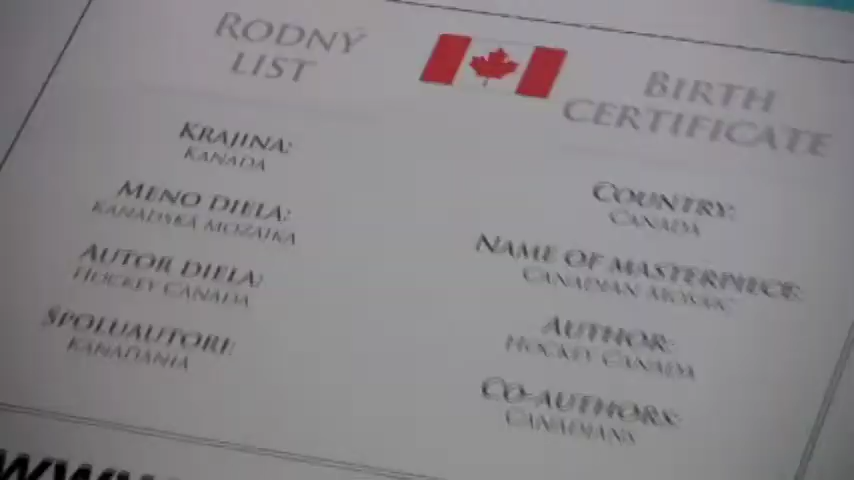 RODNÝ
LIST
KRAJINA:
KANADA
MENO DIELA:
KANADSKÁ MOZAIKA
AUTOR DIELA:
HOCKEY CANADA
SPOLUAUTORI:
KANAĎANIA
BIRTH
CERTIFICATE
COUNTRY:
CANADA
NAME OF MASTERPIECE:
CANADIAN MOSAIC
AUTHOR:
HOCKEY CANADA
CO-AUTHORS:
CANADIANS